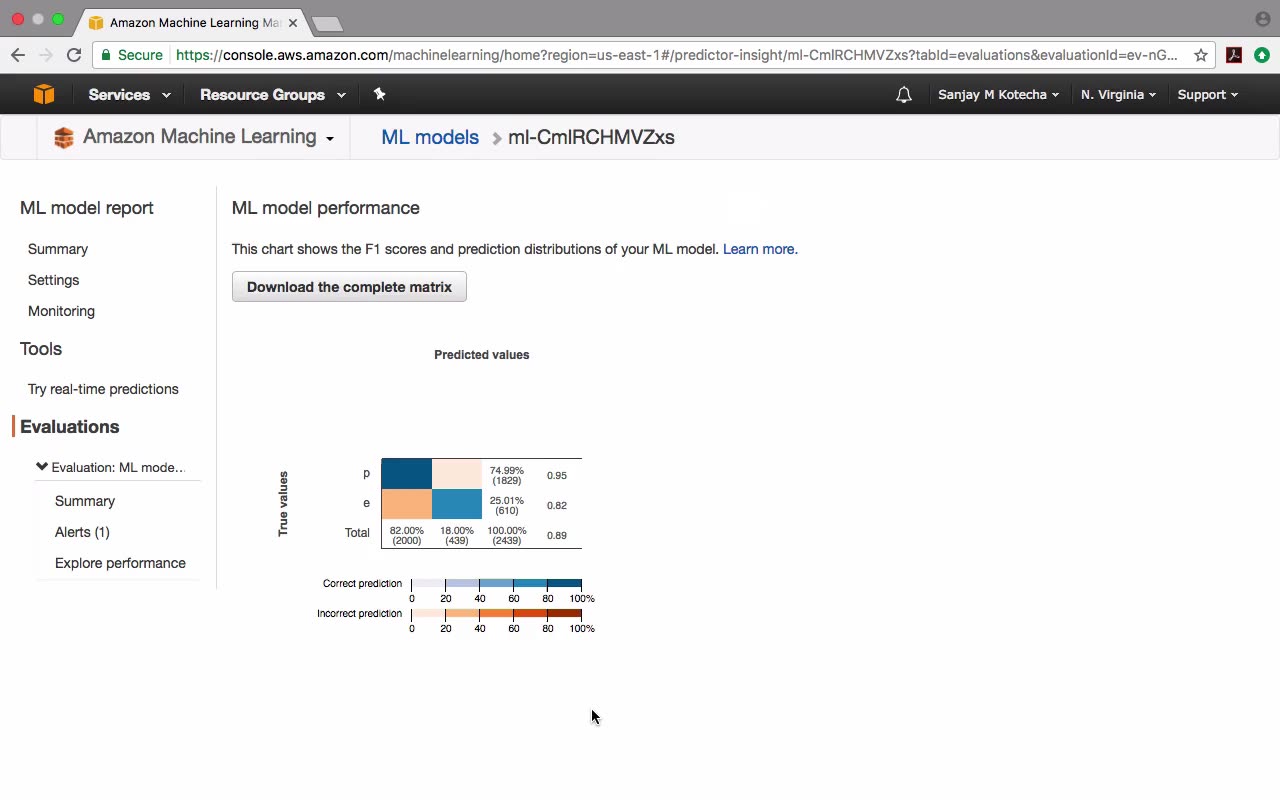 Amazon Machine Learning Ma
Secure https://console.aws.amazon.com/machinelearning/home?region=us-east-1#/predictor-insight/ml-CmlRCHMVZxs?tabId=evaluations&evaluationId=ev-nG...
Services Resource Groups Sanjay M Kotecha N. Virginia Support
Amazon Machine Learning ML models ml-CmlRCHMVZxs
ML model report
Summary
Settings
Monitoring
Tools
Try real-time predictions
Evaluations
Evaluation: ML mode...
Summary
Alerts (1)
Explore performance
ML model performance
This chart shows the F1 scores and prediction distributions of your ML model. Learn more.
Download the complete matrix
Predicted values
True values
p 74.99% (1829) 0.95
e 25.01% (610) 0.82
Total 82.00% (2000) 18.00% (439) 100.00% (2439) 0.89
Correct prediction
0 20 40 60 80 100%
Incorrect prediction
0 20 40 60 80 100%